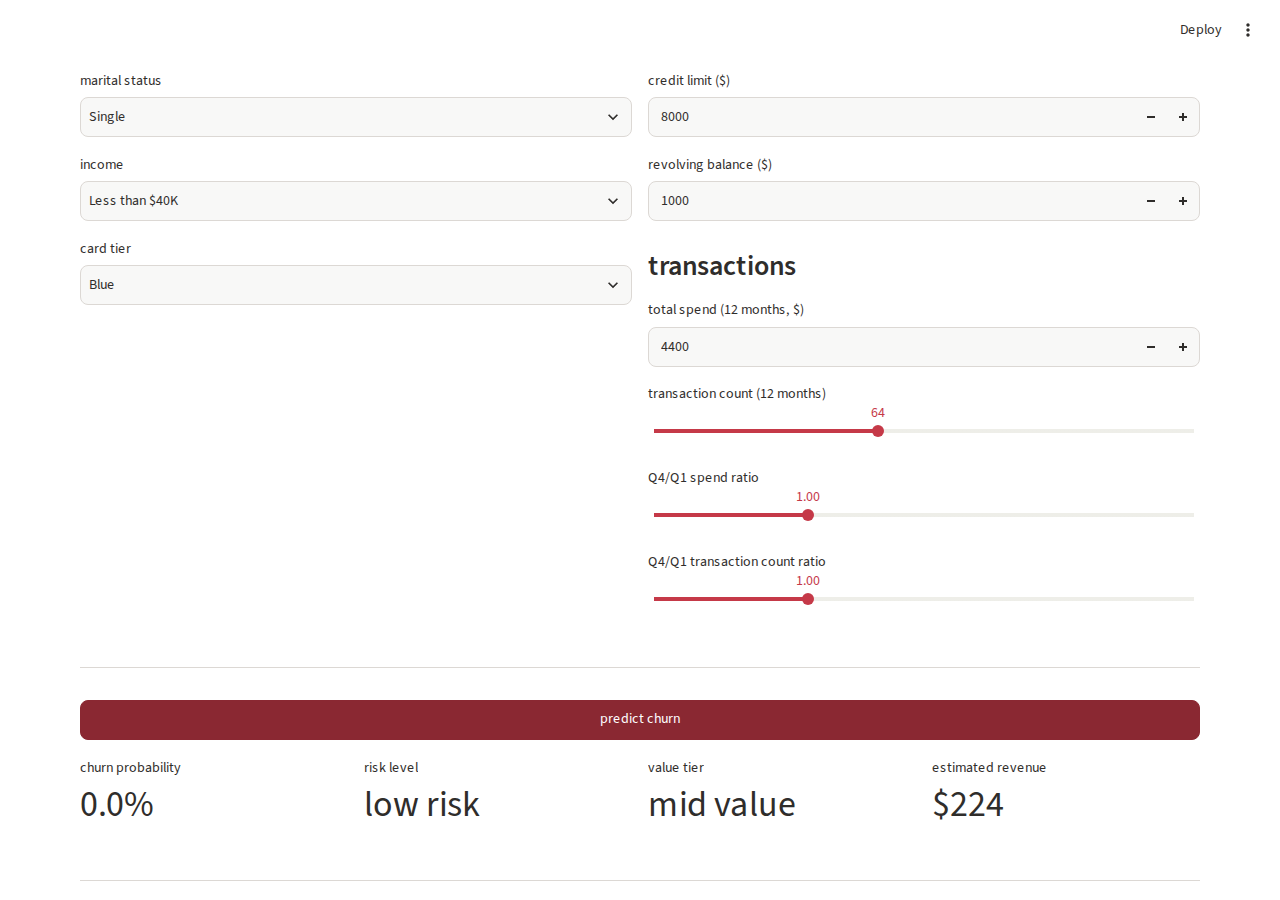 Deploy
marital status
Single
income
Less than $40K
card tier
Blue
credit limit ($)
8000
revolving balance ($)
1000
transactions
total spend (12 months, $)
4400
transaction count (12 months)
64
Q4/Q1 spend ratio
1.00
Q4/Q1 transaction count ratio
1.00
predict churn
churn probability
0.0%
risk level
low risk
value tier
mid value
estimated revenue
$224